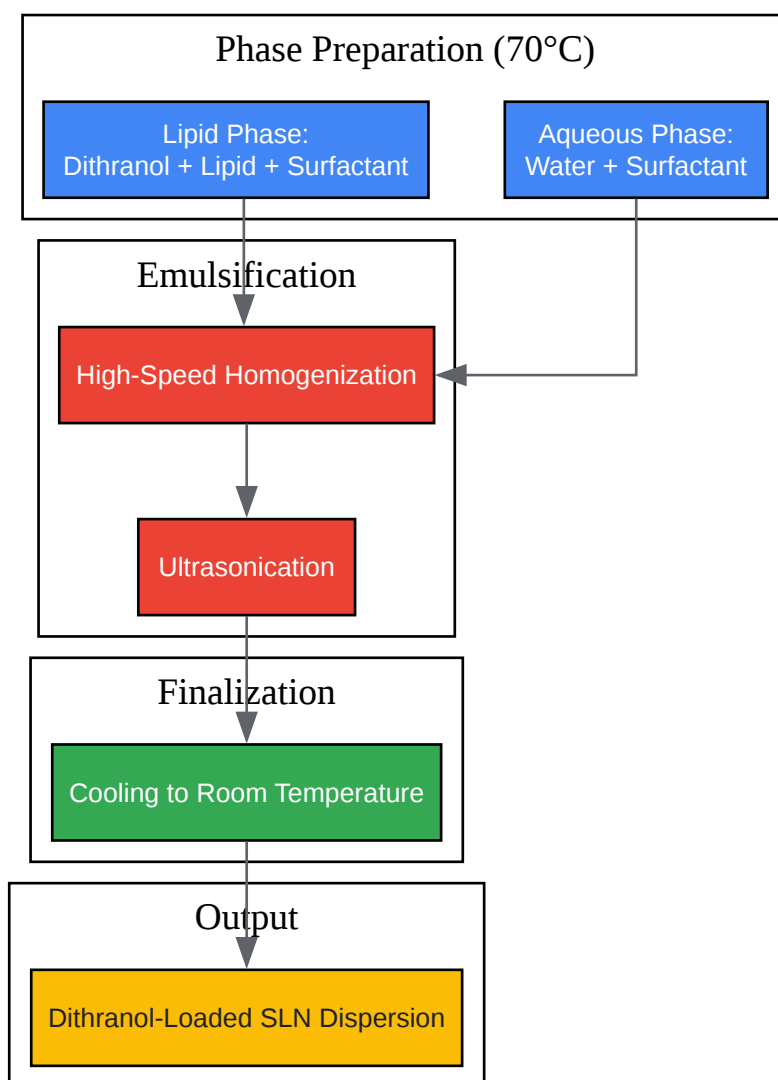 Phase Preparation (70°C)
Lipid Phase:
Dithranol + Lipid + Surfactant
Aqueous Phase:
Water + Surfactant
Emulsification
High-Speed Homogenization
Ultrasonication
Finalization
Cooling to Room Temperature
Output
Dithranol-Loaded SLN Dispersion